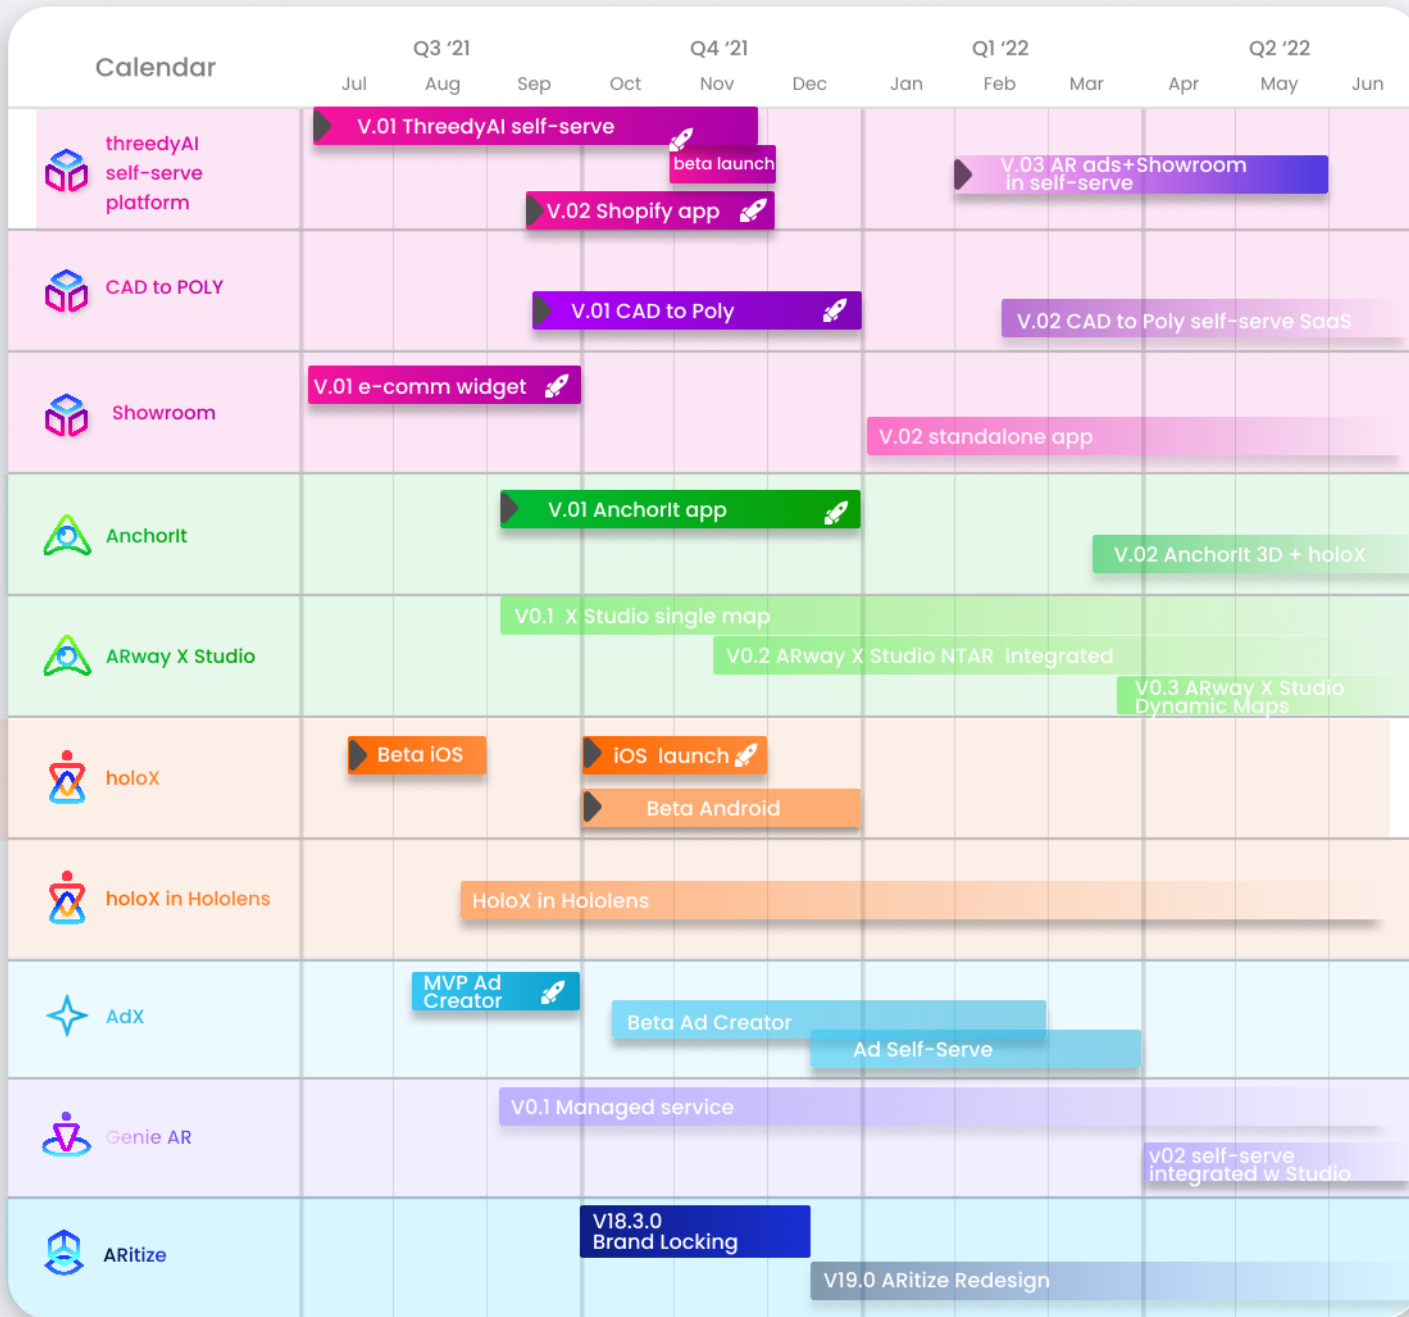 Calendar
Q3 ‘21
Q4 ‘21
Q1 ‘22
Q2 ‘22
Jul
Aug
Sep
Oct
Nov
Dec
Jan
Feb
Mar
Apr
May
Jun
threedyAI
self-serve
platform
V.01 ThreedyAI self-serve
beta launch
V.02 Shopify app
V.03 AR ads+Showroom
in self-serve
CAD to POLY
V.01 CAD to Poly
V.02 CAD to Poly self-serve SaaS
Showroom
V.01 e-comm widget
V.02 standalone app
AnchorIt
V.01 AnchorIt app
V.02 AnchorIt 3D + holoX
ARway X Studio
V0.1 X Studio single map
V0.2 ARway X Studio NTAR integrated
V0.3 ARway X Studio
Dynamic Maps
holoX
Beta iOS
iOS launch
Beta Android
holoX in Hololens
HoloX in Hololens
AdX
MVP Ad
Creator
Beta Ad Creator
Ad Self-Serve
Genie AR
V0.1 Managed service
v02 self-serve
integrated w Studio
ARitize
V18.3.0
Brand Locking
V19.0 ARitize Redesign